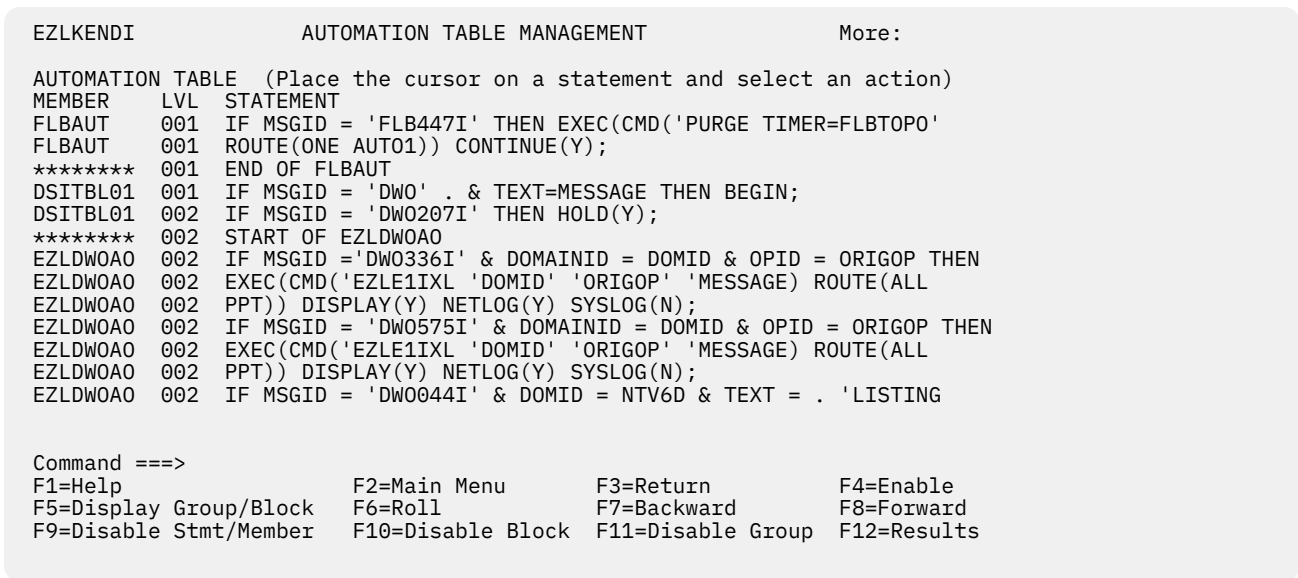 EZLKENDI AUTOMATION TABLE MANAGEMENT More:
AUTOMATION TABLE (Place the cursor on a statement and select an action)
MEMBER LVL STATEMENT
FLBAUT 001 IF MSGID = 'FLB447I' THEN EXEC(CMD('PURGE TIMER=FLBTOPO'
FLBAUT 001 ROUTE(ONE AUTO1)) CONTINUE(Y);
******** 001 END OF FLBAUT
DSITBL01 001 IF MSGID = 'DWO' . & TEXT=MESSAGE THEN BEGIN;
DSITBL01 002 IF MSGID = 'DWO207I' THEN HOLD(Y);
******** 002 START OF EZLDWOAO
EZLDWOAO 002 IF MSGID ='DWO336I' & DOMAINID = DOMID & OPID = ORIGOP THEN
EZLDWOAO 002 EXEC(CMD('EZLE1IXL 'DOMID' 'ORIGOP' 'MESSAGE) ROUTE(ALL
EZLDWOAO 002 PPT)) DISPLAY(Y) NETLOG(Y) SYSLOG(N);
EZLDWOAO 002 IF MSGID = 'DWO575I' & DOMAINID = DOMID & OPID = ORIGOP THEN
EZLDWOAO 002 EXEC(CMD('EZLE1IXL 'DOMID' 'ORIGOP' 'MESSAGE) ROUTE(ALL
EZLDWOAO 002 PPT)) DISPLAY(Y) NETLOG(Y) SYSLOG(N);
EZLDWOAO 002 IF MSGID = 'DWO044I' & DOMID = NTV6D & TEXT = . 'LISTING
Command ===>
F1=Help F2=Main Menu F3=Return F4=Enable
F5=Display Group/Block F6=Roll F7=Backward F8=Forward
F9=Disable Stmt/Member F10=Disable Block F11=Disable Group F12=Results